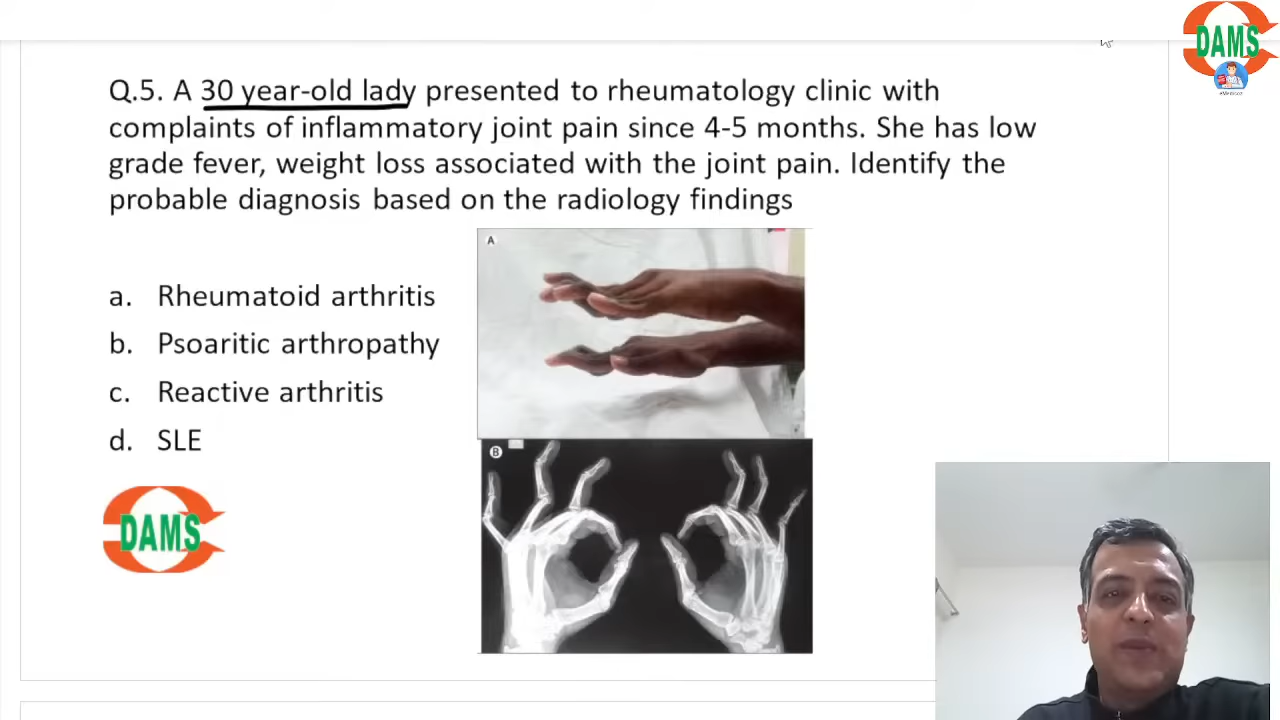 DAMS
Q.5. A 30 year-old lady presented to rheumatology clinic with
complaints of inflammatory joint pain since 4-5 months. She has low
grade fever, weight loss associated with the joint pain. Identify the
probable diagnosis based on the radiology findings
a. Rheumatoid arthritis
b. Psoaritic arthropathy
c. Reactive arthritis
d. SLE
A
B
DAMS